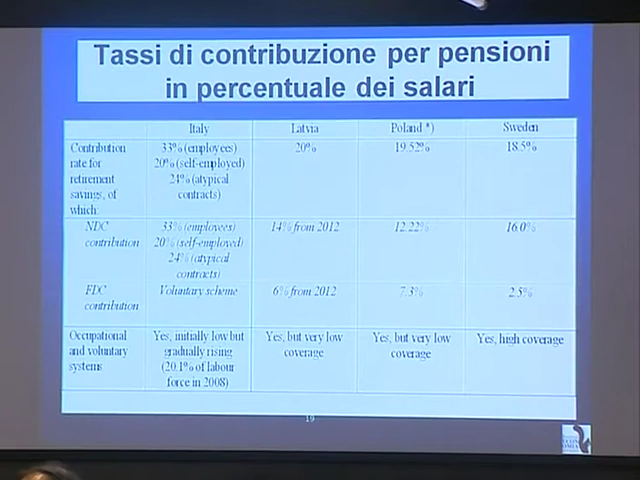 Tassi di contribuzione per pensioni
in percentuale dei salari
Italy Latvia Poland *) Sweden
Contribution
rate for
retirement
savings, of
which:
33% (employees)
20% (self-employed)
24% (atypical
contracts)
20%
19.52%
18.5%
NDC
contribution
33% (employees)
20% (self-employed)
24% (atypical
contracts)
14% from 2012
12.22%
16.0%
FDC
contribution
Voluntary scheme
6% from 2012
7.3%
2.5%
Occupational
and voluntary
systems
Yes, initially low but
gradually rising
(20.1% of labour
force in 2008)
Yes, but very low
coverage
Yes, but very low
coverage
Yes, high coverage
19